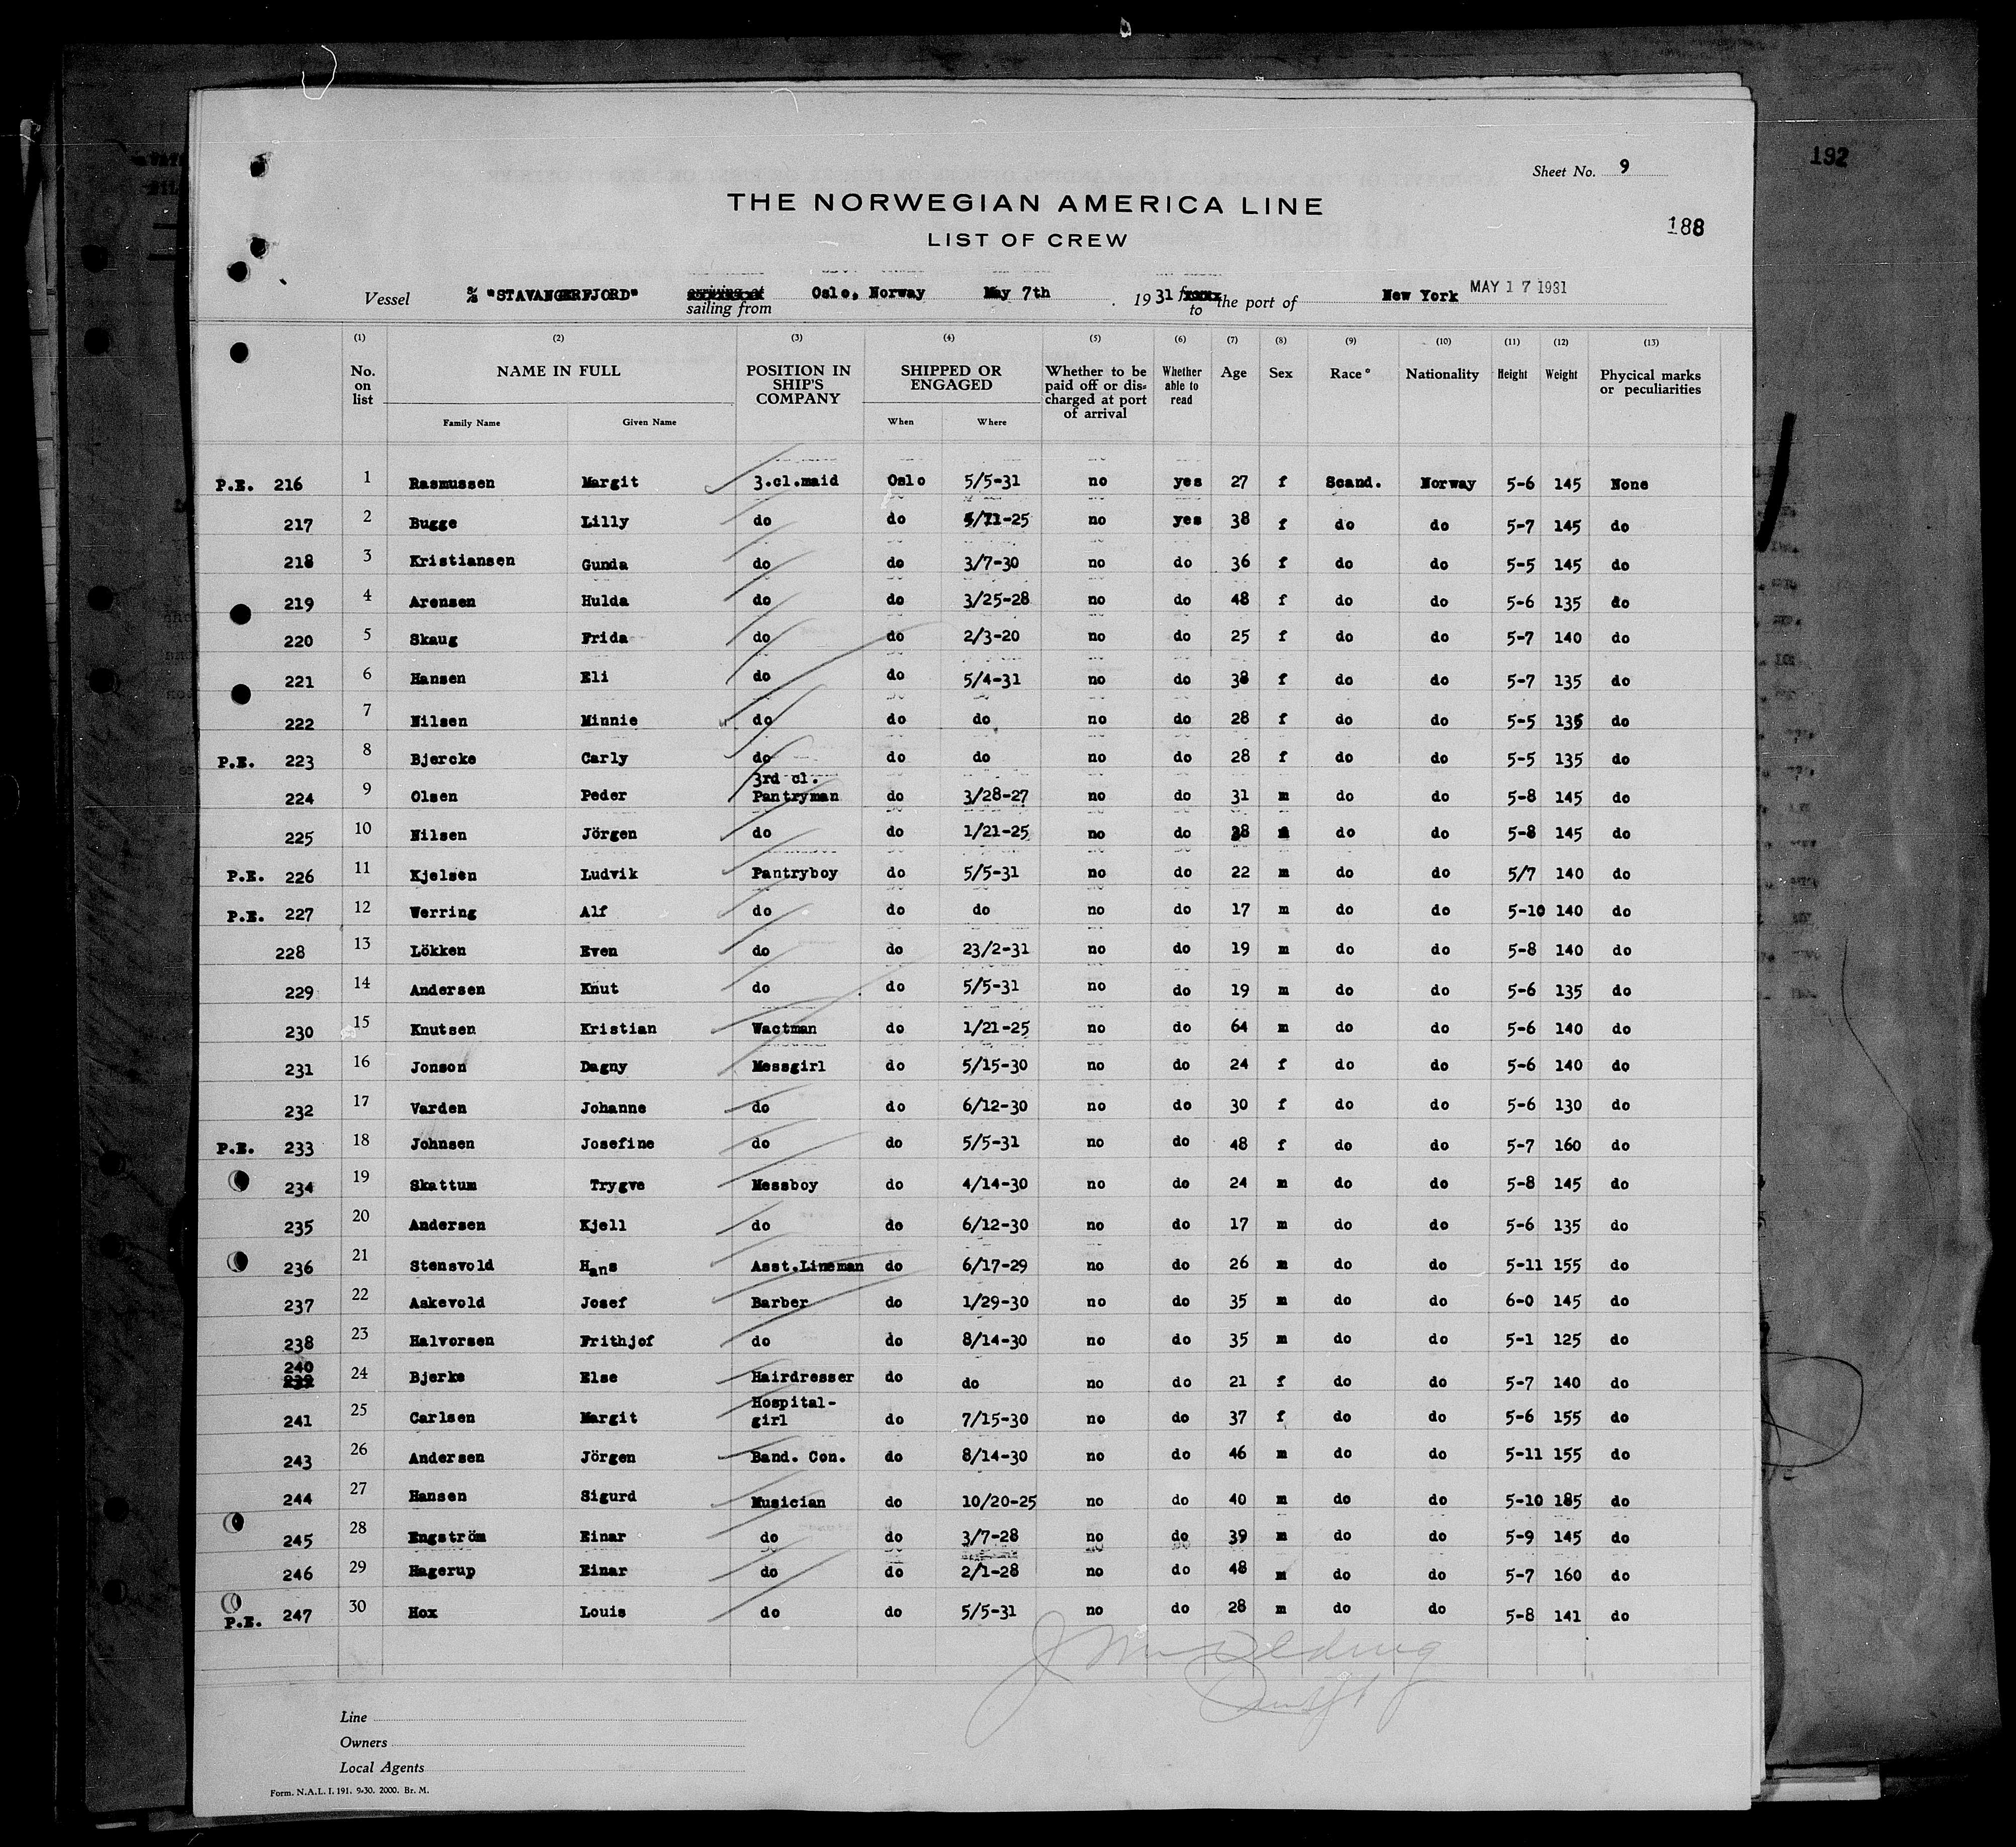 192
Sheet No. 9
THE NORWEGIAN AMERICA LINE
LIST OF CREW
188
Vessel S/S "STAVANGERFJORD" sailing from Oslo, Norway May 7th 1931 to the port of New York MAY 17 1931
(1) (2) (3) (4) (5) (6) (7) (8) (9) (10) (11) (12) (13)
No. on list NAME IN FULL POSITION IN SHIP'S COMPANY SHIPPED OR ENGAGED Whether to be paid off or dis=charged at port of arrival Whether able to read Age Sex Race° Nationality Height Weight Phycical marks or peculiarities
Family Name Given Name When Where
P.E. 216 1 Rasmussen Margit 3.cl.maid Oslo 5/5-31 no yes 27 f Scand. Norway 5-6 145 None
217 2 Bugge Lilly do do /11-25 no yes 38 f do do 5-7 145 do
218 3 Kristiansen Gunda do do 3/7-30 no do 36 f do do 5-5 145 do
219 4 Arensen Hulda do do 3/25-28 no do 48 f do do 5-6 135 do
220 5 Skaug Frida do do 2/3-20 no do 25 f do do 5-7 140 do
221 6 Hansen Eli do do 5/4-31 no do 38 f do do 5-7 135 do
222 7 Nilsen Minnie do do do no do 28 f do do 5-5 135 do
P.E. 223 8 Bjercke Carly do do do no do 28 f do do 5-5 135 do
224 9 Olsen Peder 3rd cl. Pantryman do 3/28-27 no do 31 m do do 5-8 145 do
225 10 Nilsen Jörgen do do 1/21-25 no do 38 m do do 5-8 145 do
P.E. 226 11 Kjelsen Ludvik Pantryboy do 5/5-31 no do 22 m do do 5/7 140 do
P.E. 227 12 Werring Alf do do do no do 17 m do do 5-10 140 do
228 13 Lökken Even do do 23/2-31 no do 19 m do do 5-8 140 do
229 14 Andersen Knut do do 5/5-31 no do 19 m do do 5-6 135 do
230 15 Knutsen Kristian Wactman do 1/21-25 no do 64 m do do 5-6 140 do
231 16 Jonson Dagny Messgirl do 5/15-30 no do 24 f do do 5-6 140 do
232 17 Varden Johanne do do 6/12-30 no do 30 f do do 5-6 130 do
P.E. 233 18 Johnsen Josefine do do 5/5-31 no do 48 f do do 5-7 160 do
234 19 Skattum Trygve Messboy do 4/14-30 no do 24 m do do 5-8 145 do
235 20 Andersen Kjell do do 6/12-30 no do 17 m do do 5-6 135 do
236 21 Stensvold Hans Asst.Lineman do 6/17-29 no do 26 m do do 5-11 155 do
237 22 Askevold Josef Barber do 1/29-30 no do 35 m do do 6-0 145 do
238 23 Halvorsen Frithjof do do 8/14-30 no do 35 m do do 5-1 125 do
240 239 24 Bjerke Else Hairdresser do do no do 21 f do do 5-7 140 do
241 25 Carlsen Margit Hospital-girl do 7/15-30 no do 37 f do do 5-6 155 do
243 26 Andersen Jörgen Band. Con. do 8/14-30 no do 46 m do do 5-11 155 do
244 27 Hansen Sigurd Musician do 10/20-25 no do 40 m do do 5-10 185 do
245 28 Engström Einar do do 3/7-28 no do 39 m do do 5-9 145 do
246 29 Hagerup Einar do do 2/1-28 no do 48 m do do 5-7 160 do
P.E. 247 30 Hox Louis do do 5/5-31 no do 28 m do do 5-8 141 do
Line
Owners
Local Agents
Form. N.A.L. I. 191. 9-30. 2000. Br. M.